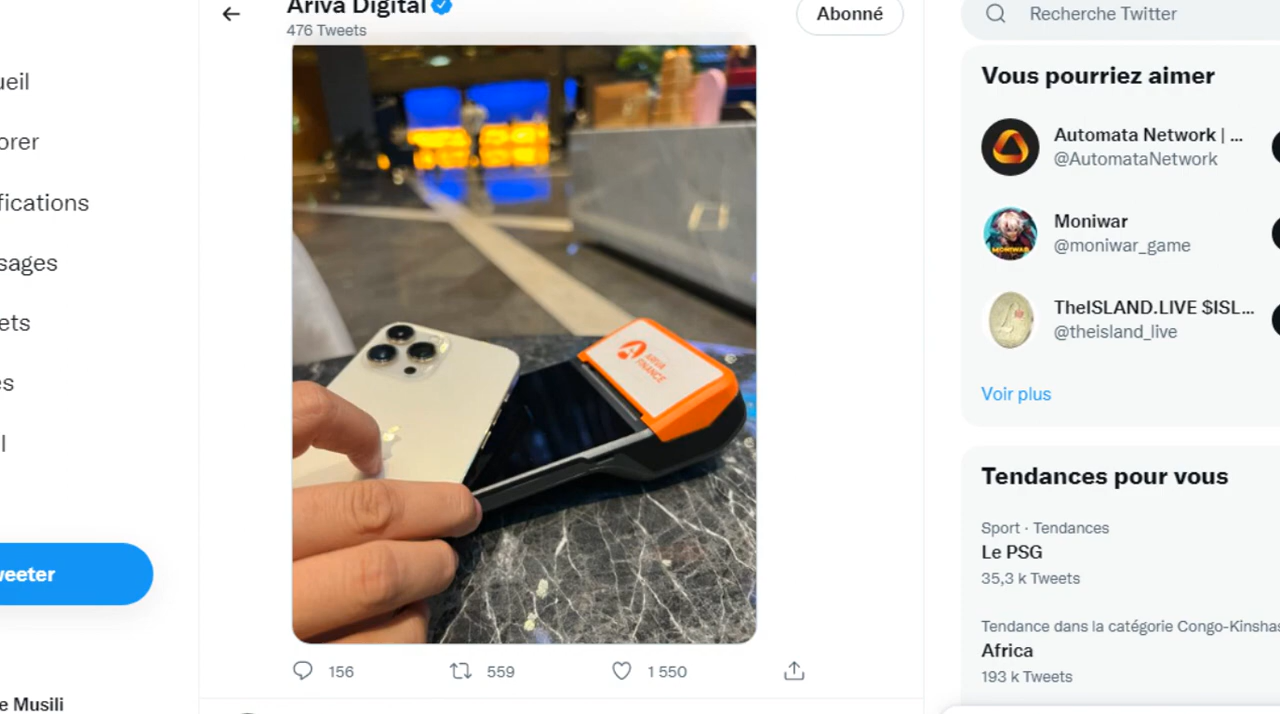 ueil
orer
fications
sages
ets
es
l
weeter
e Musili
Ariva Digital
476 Tweets
Abonné
ARIVA
FINANCE
156
559
1 550
Recherche Twitter
Vous pourriez aimer
Automata Network | ...
@AutomataNetwork
Moniwar
@moniwar_game
TheISLAND.LIVE $ISL...
@theisland_live
Voir plus
Tendances pour vous
Sport · Tendances
Le PSG
35,3 k Tweets
Tendance dans la catégorie Congo-Kinshas
Africa
193 k Tweets